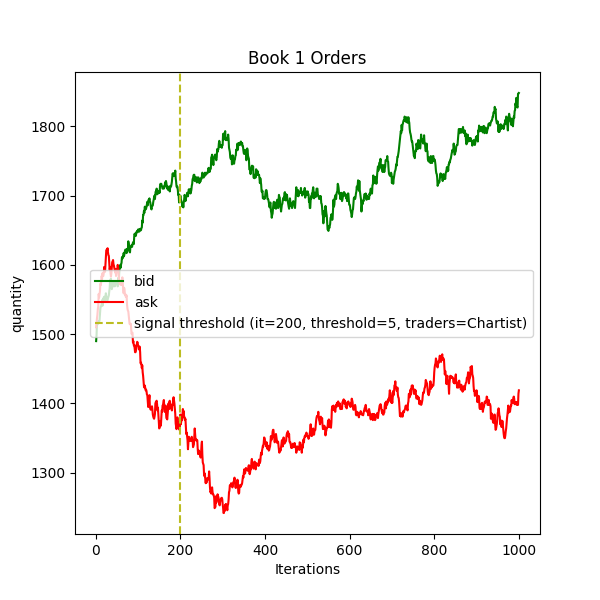 Book 1 Orders
1800
1700
1600
1500
1400
1300
quantity
bid
ask
signal threshold (it=200, threshold=5, traders=Chartist)
0 200 400 600 800 1000
Iterations